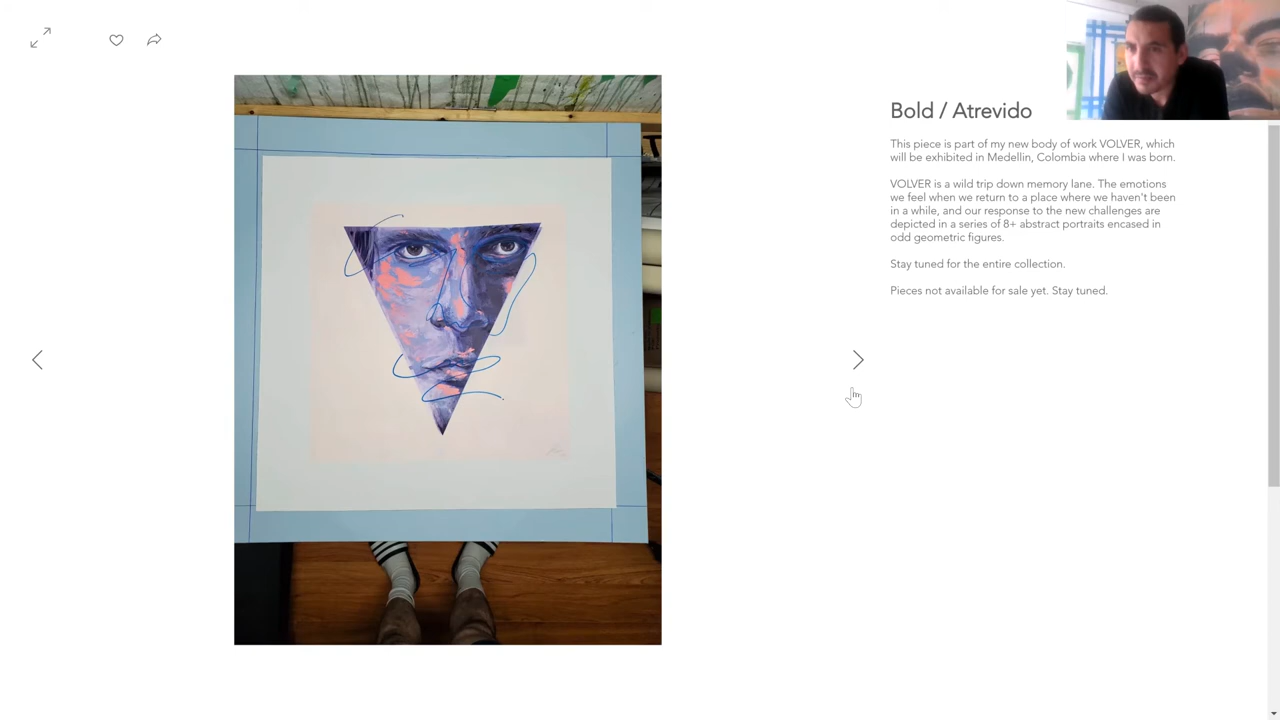 Bold / Atrevido
This piece is part of my new body of work VOLVER, which
will be exhibited in Medellin, Colombia where I was born.
VOLVER is a wild trip down memory lane. The emotions
we feel when we return to a place where we haven't been
in a while, and our response to the new challenges are
depicted in a series of 8+ abstract portraits encased in
odd geometric figures.
Stay tuned for the entire collection.
Pieces not available for sale yet. Stay tuned.